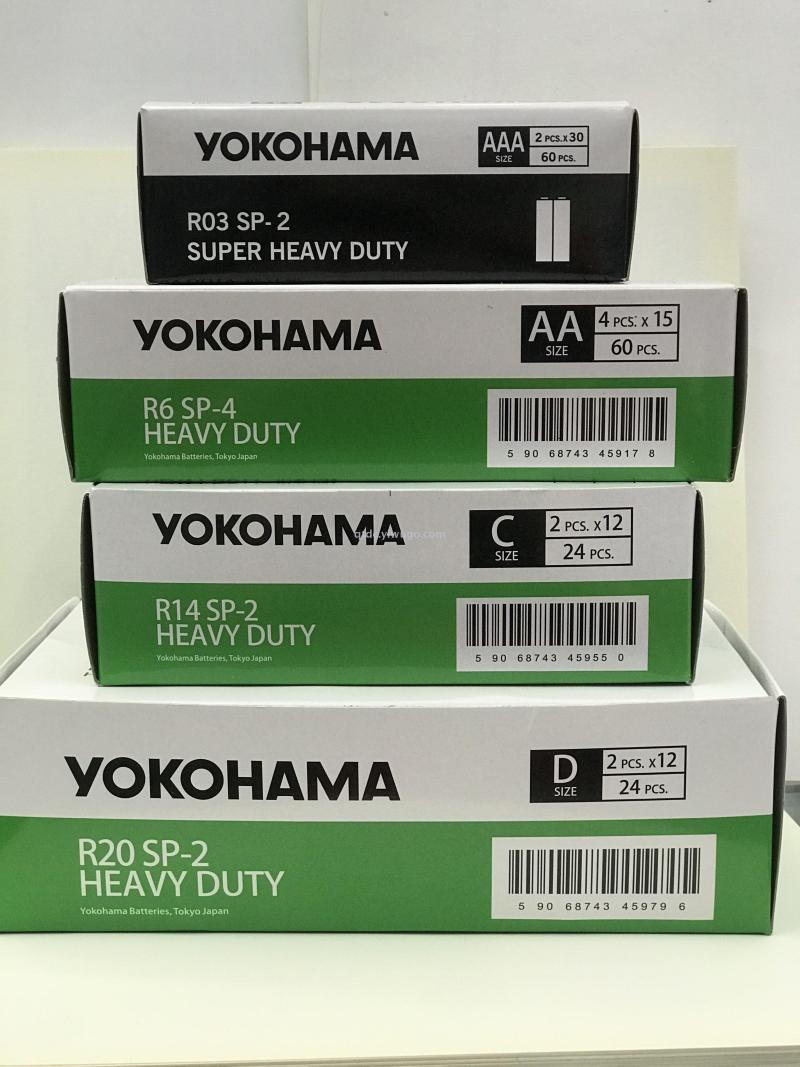 YOKOHAMA
AAA
SIZE
2 PCS.X 30
60 PCS.
R03 SP- 2
SUPER HEAVY DUTY
YOKOHAMA
AA
SIZE
4 PCS. X 15
60 PCS.
R6 SP-4
HEAVY DUTY
Yokohama Batteries, Tokyo Japan
5 90 68743 45917 8
YOKOHAMA
C
SIZE
2 PCS. X12
24 PCS.
R14 SP-2
HEAVY DUTY
Yokohama Batteries, Tokyo Japan
5 90 68743 45955 0
YOKOHAMA
D
SIZE
2 PCS. X12
24 PCS.
R20 SP-2
HEAVY DUTY
Yokohama Batteries, Tokyo Japan
5 90 68743 45979 6